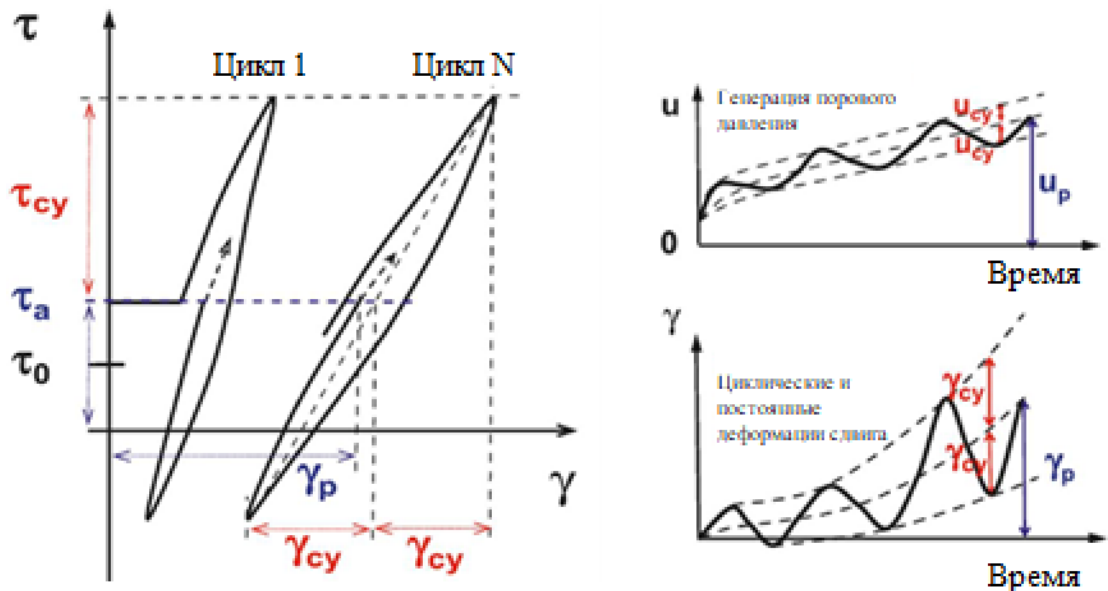 τ
Цикл 1
Цикл N
τcy
τa
τ0
γp
γ
γcy
γcy
u
Генерация порового
давления
ucy
ucy
up
0
Время
γ
Циклические и
постоянные
деформации сдвига
γcy
γcy
γp
Время